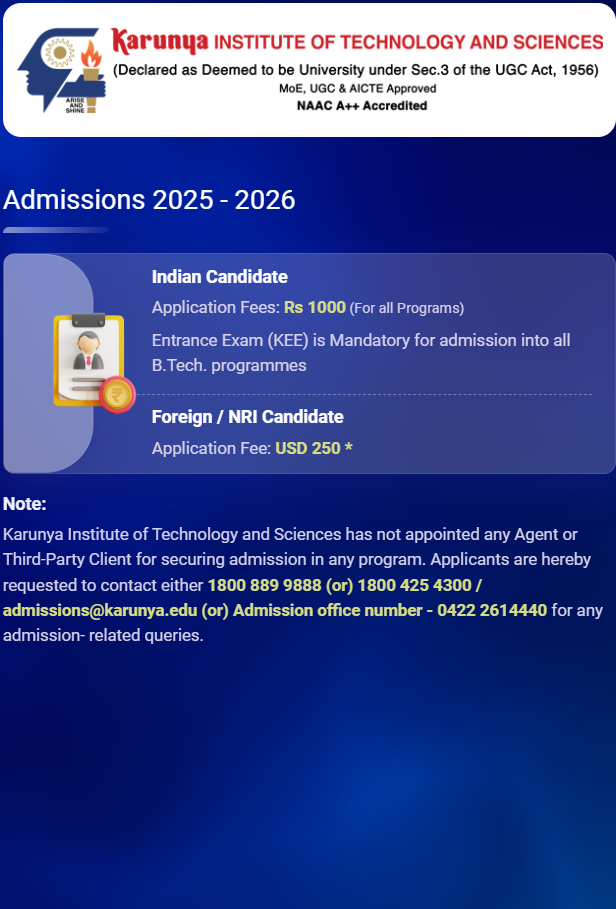 Karunya INSTITUTE OF TECHNOLOGY AND SCIENCES
(Declared as Deemed to be University under Sec.3 of the UGC Act, 1956)
MoE, UGC & AICTE Approved
NAAC A++ Accredited
ARISE
AND
SHINE
Admissions 2025 - 2026
Indian Candidate
Application Fees: Rs 1000 (For all Programs)
Entrance Exam (KEE) is Mandatory for admission into all
B.Tech. programmes
₹
Foreign / NRI Candidate
Application Fee: USD 250 *
Note:
Karunya Institute of Technology and Sciences has not appointed any Agent or
Third-Party Client for securing admission in any program. Applicants are hereby
requested to contact either 1800 889 9888 (or) 1800 425 4300 /
admissions@karunya.edu (or) Admission office number - 0422 2614440 for any
admission- related queries.